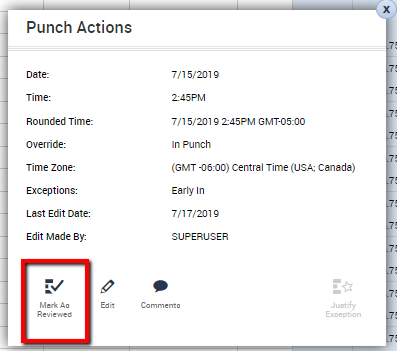 x
Punch Actions
Date: 7/15/2019
Time: 2:45PM
Rounded Time: 7/15/2019 2:45PM GMT-05:00
Override: In Punch
Time Zone: (GMT -06:00) Central Time (USA; Canada)
Exceptions: Early In
Last Edit Date: 7/17/2019
Edit Made By: SUPERUSER
Mark As Reviewed
Edit
Comments
Justify Exception